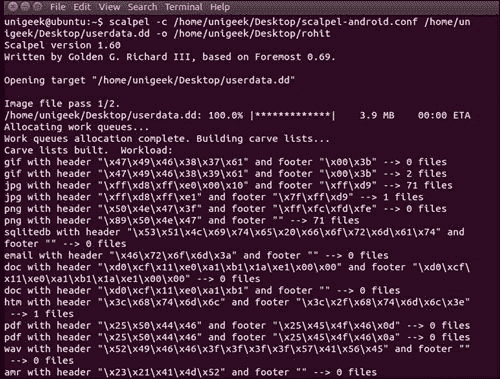 File Edit View Search Terminal Help
unigeek@ubuntu:~$ scalpel -c /home/unigeek/Desktop/scalpel-android.conf /home/un
igeek/Desktop/userdata.dd -o /home/unigeek/Desktop/rohit
Scalpel version 1.60
Written by Golden G. Richard III, based on Foremost 0.69.
Opening target "/home/unigeek/Desktop/userdata.dd"
Image file pass 1/2.
/home/unigeek/Desktop/userdata.dd: 100.0% |*************| 3.9 MB 00:00 ETA
Allocating work queues...
Work queues allocation complete. Building carve lists...
Carve lists built.  Workload:
gif with header "\x47\x49\x46\x38\x37\x61" and footer "\x00\x3b" --> 0 files
gif with header "\x47\x49\x46\x38\x39\x61" and footer "\x00\x3b" --> 2 files
jpg with header "\xff\xd8\xff\xe0\x00\x10" and footer "\xff\xd9" --> 71 files
jpg with header "\xff\xd8\xff\xe1" and footer "\x7f\xff\xd9" --> 1 files
png with header "\x50\x4e\x47\x3f" and footer "\xff\xfc\xfd\xfe" --> 0 files
png with header "\x89\x50\x4e\x47" and footer "" --> 71 files
sqlitedb with header "\x53\x51\x4c\x69\x74\x65\x20\x66\x6f\x72\x6d\x61\x74" and
footer "" --> 0 files
email with header "\x46\x72\x6f\x6d\x3a" and footer "" --> 0 files
doc with header "\xd0\xcf\x11\xe0\xa1\xb1\x1a\xe1\x00\x00" and footer "\xd0\xcf\
x11\xe0\xa1\xb1\x1a\xe1\x00\x00" --> 0 files
doc with header "\xd0\xcf\x11\xe0\xa1\xb1" and footer "" --> 0 files
htm with header "\x3c\x68\x74\x6d\x6c" and footer "\x3c\x2f\x68\x74\x6d\x6c\x3e"
--> 1 files
pdf with header "\x25\x50\x44\x46" and footer "\x25\x45\x4f\x46\x0d" --> 0 files
pdf with header "\x25\x50\x44\x46" and footer "\x25\x45\x4f\x46\x0a" --> 0 files
wav with header "\x52\x49\x46\x46\x3f\x3f\x3f\x3f\x57\x41\x56\x45" and footer ""
--> 0 files
amr with header "\x23\x21\x41\x4d\x52" and footer "" --> 0 files